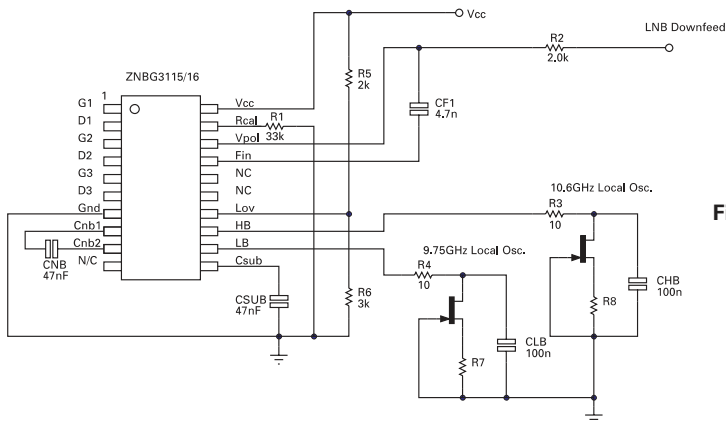 Vcc
LNB Downfeed
R2
2.0k
ZNBG3115/16
R5
2k
CF1
4.7n
1
G1
D1
G2
D2
G3
D3
Gnd
Cnb1
Cnb2
N/C
Vcc
Rcal
Vpol
Fin
NC
NC
Lov
HB
LB
Csub
R1
33k
CNB
47nF
CSUB
47nF
R6
3k
10.6GHz Local Osc.
R3
10
9.75GHz Local Osc.
R4
10
R8
CHB
100n
R7
CLB
100n